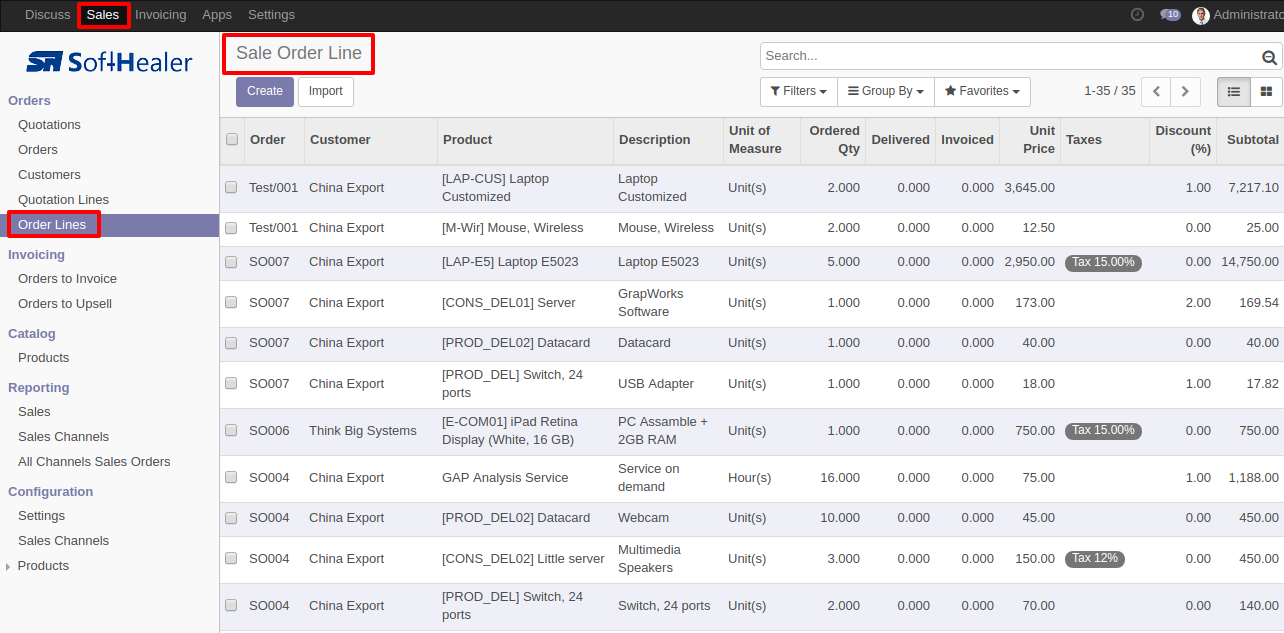 Discuss Sales Invoicing Apps Settings 10 Administrato
SoftHealer
Orders
Quotations
Orders
Customers
Quotation Lines
Order Lines
Invoicing
Orders to Invoice
Orders to Upsell
Catalog
Products
Reporting
Sales
Sales Channels
All Channels Sales Orders
Configuration
Settings
Sales Channels
Products
Sale Order Line
Search...
Create Import
Filters Group By Favorites 1-35 / 35
Order Customer Product Description Unit of Measure Ordered Qty Delivered Invoiced Unit Price Taxes Discount (%) Subtotal
Test/001 China Export [LAP-CUS] Laptop Customized Laptop Customized Unit(s) 2.000 0.000 0.000 3,645.00 1.00 7,217.10
Test/001 China Export [M-Wir] Mouse, Wireless Mouse, Wireless Unit(s) 2.000 0.000 0.000 12.50 0.00 25.00
SO007 China Export [LAP-E5] Laptop E5023 Laptop E5023 Unit(s) 5.000 0.000 0.000 2,950.00 Tax 15.00% 0.00 14,750.00
SO007 China Export [CONS_DEL01] Server GrapWorks Software Unit(s) 1.000 0.000 0.000 173.00 2.00 169.54
SO007 China Export [PROD_DEL02] Datacard Datacard Unit(s) 1.000 0.000 0.000 40.00 0.00 40.00
SO007 China Export [PROD_DEL] Switch, 24 ports USB Adapter Unit(s) 1.000 0.000 0.000 18.00 1.00 17.82
SO006 Think Big Systems [E-COM01] iPad Retina Display (White, 16 GB) PC Assamble + 2GB RAM Unit(s) 1.000 0.000 0.000 750.00 Tax 15.00% 0.00 750.00
SO004 China Export GAP Analysis Service Service on demand Hour(s) 16.000 0.000 0.000 75.00 1.00 1,188.00
SO004 China Export [PROD_DEL02] Datacard Webcam Unit(s) 10.000 0.000 0.000 45.00 0.00 450.00
SO004 China Export [CONS_DEL02] Little server Multimedia Speakers Unit(s) 3.000 0.000 0.000 150.00 Tax 12% 0.00 450.00
SO004 China Export [PROD_DEL] Switch, 24 ports Switch, 24 ports Unit(s) 2.000 0.000 0.000 70.00 0.00 140.00